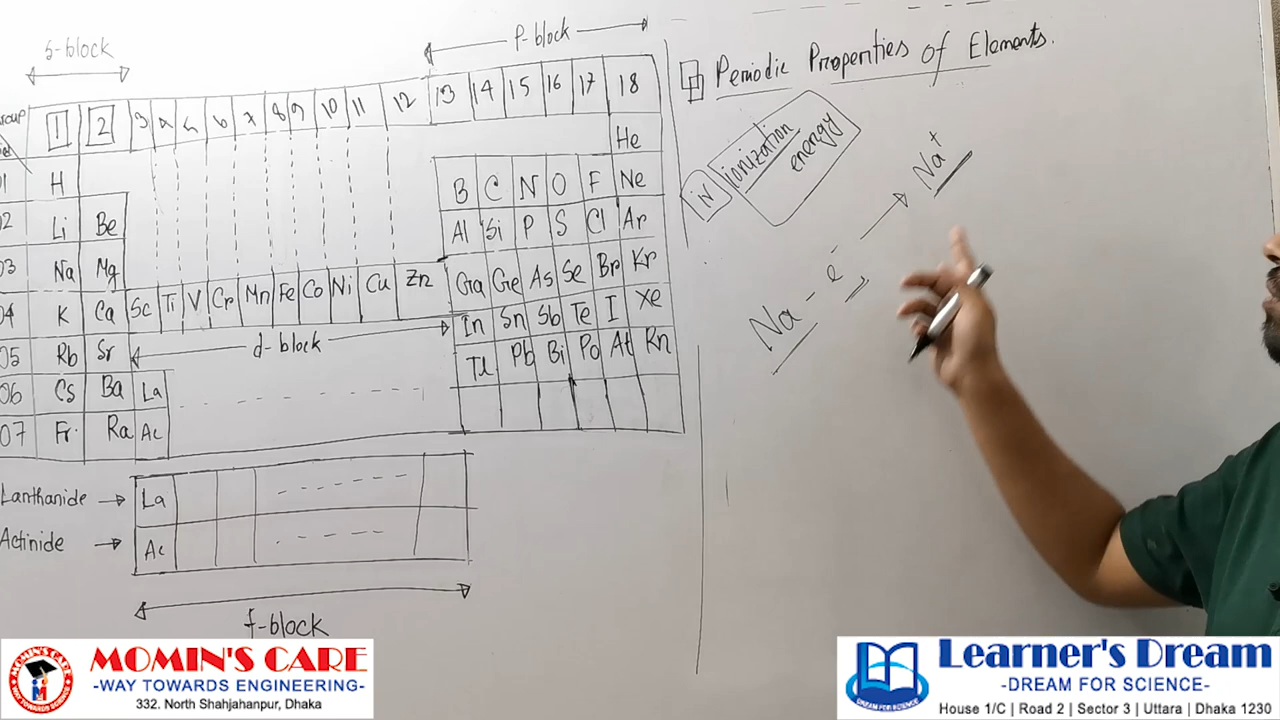 s-block
p-block
Group
1 2 3 4 5 6 7 8 9 10 11 12 13 14 15 16 17 18
He
01 H B C N O F Ne
02 Li Be Al Si P S Cl Ar
03 Na Mg Ga Ge As Se Br Kr
04 K Ca Sc Ti V Cr Mn Fe Co Ni Cu Zn In Sn Sb Te I Xe
05 Rb Sr d-block Tl Pb Bi Po At Rn
06 Cs Ba La
07 Fr Ra Ac
Lanthanide → La
Actinide → Ac
f-block
Periodic Properties of Elements.
iv ionization energy
Na - e⁻ → Na⁺
MOMIN'S CARE
-WAY TOWARDS ENGINEERING-
332. North Shahjahanpur, Dhaka
Learner's Dream
-DREAM FOR SCIENCE-
House 1/C | Road 2 | Sector 3 | Uttara | Dhaka 1230
DREAM FOR SCIENCE